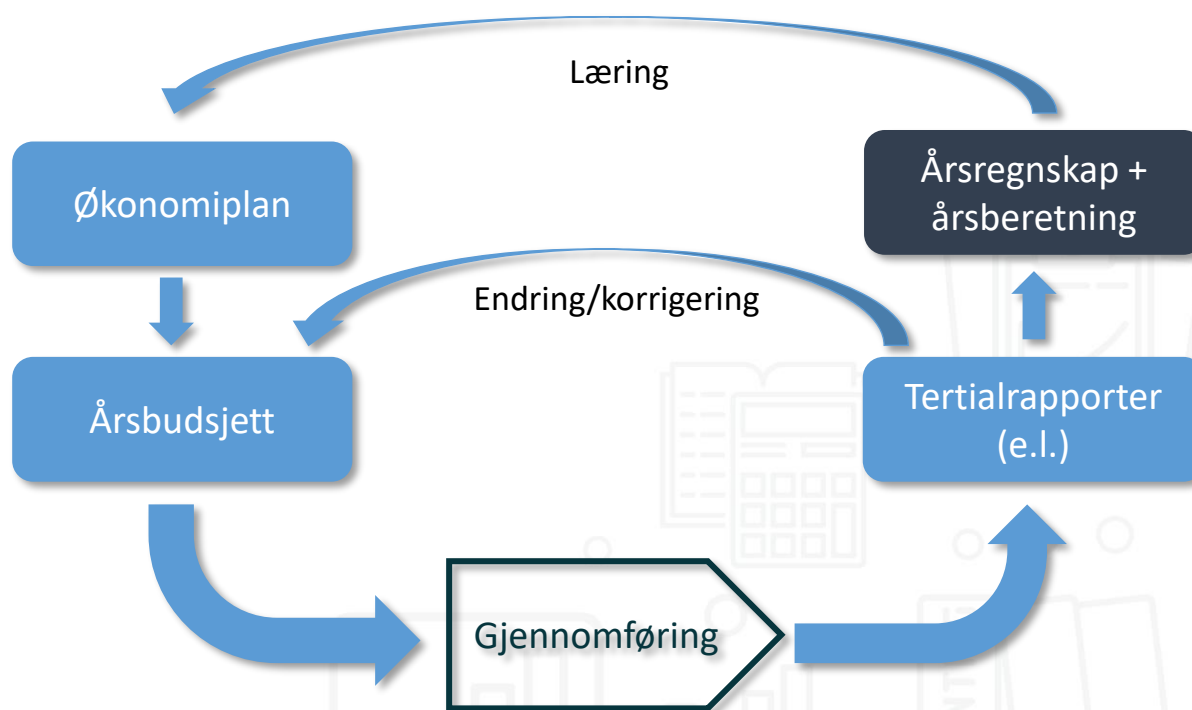 Læring
Økonomiplan
Årsregnskap +
årsberetning
Endring/korrigering
Årsbudsjett
Tertialrapporter
(e.l.)
Gjennomføring